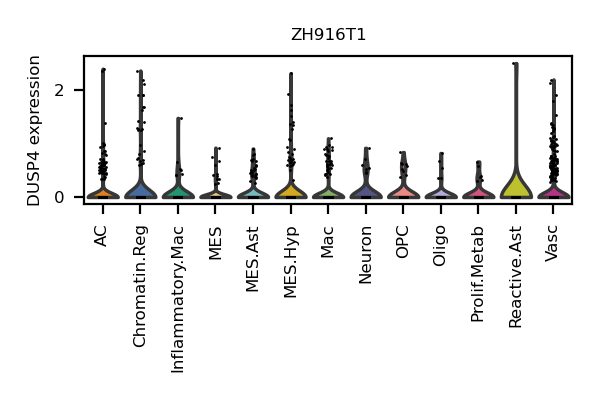 ZH916T1
DUSP4 expression
2
0
AC
Chromatin.Reg
Inflammatory.Mac
MES
MES.Ast
MES.Hyp
Mac
Neuron
OPC
Oligo
Prolif.Metab
Reactive.Ast
Vasc